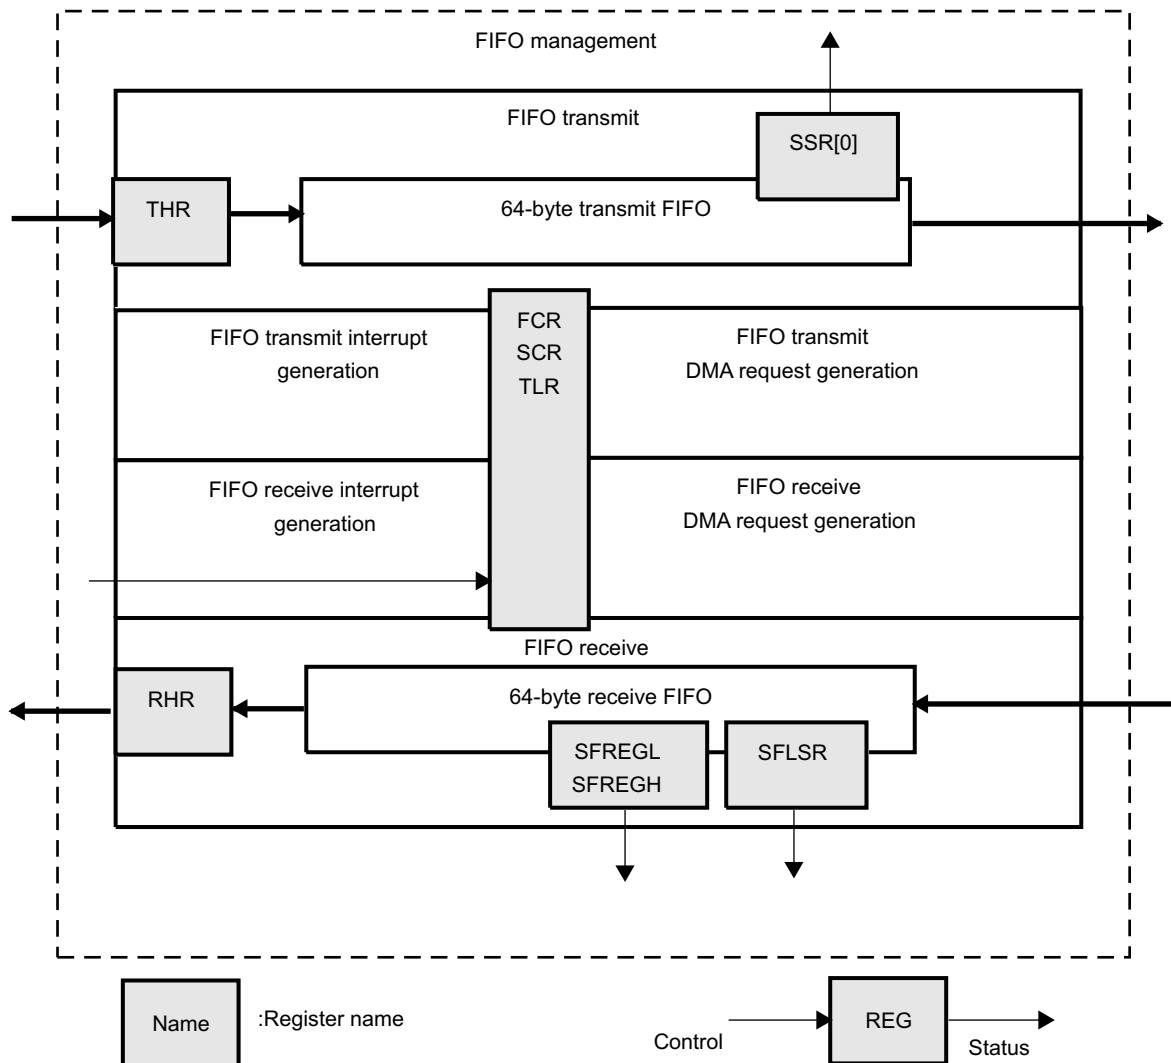 FIFO management
FIFO transmit
SSR[0]
THR
64-byte transmit FIFO
FCR
SCR
TLR
FIFO transmit interrupt
generation
FIFO transmit
DMA request generation
FIFO receive interrupt
generation
FIFO receive
DMA request generation
FIFO receive
RHR
64-byte receive FIFO
SFREGL
SFREGH
SFLSR
Name
:Register name
Control
REG
Status